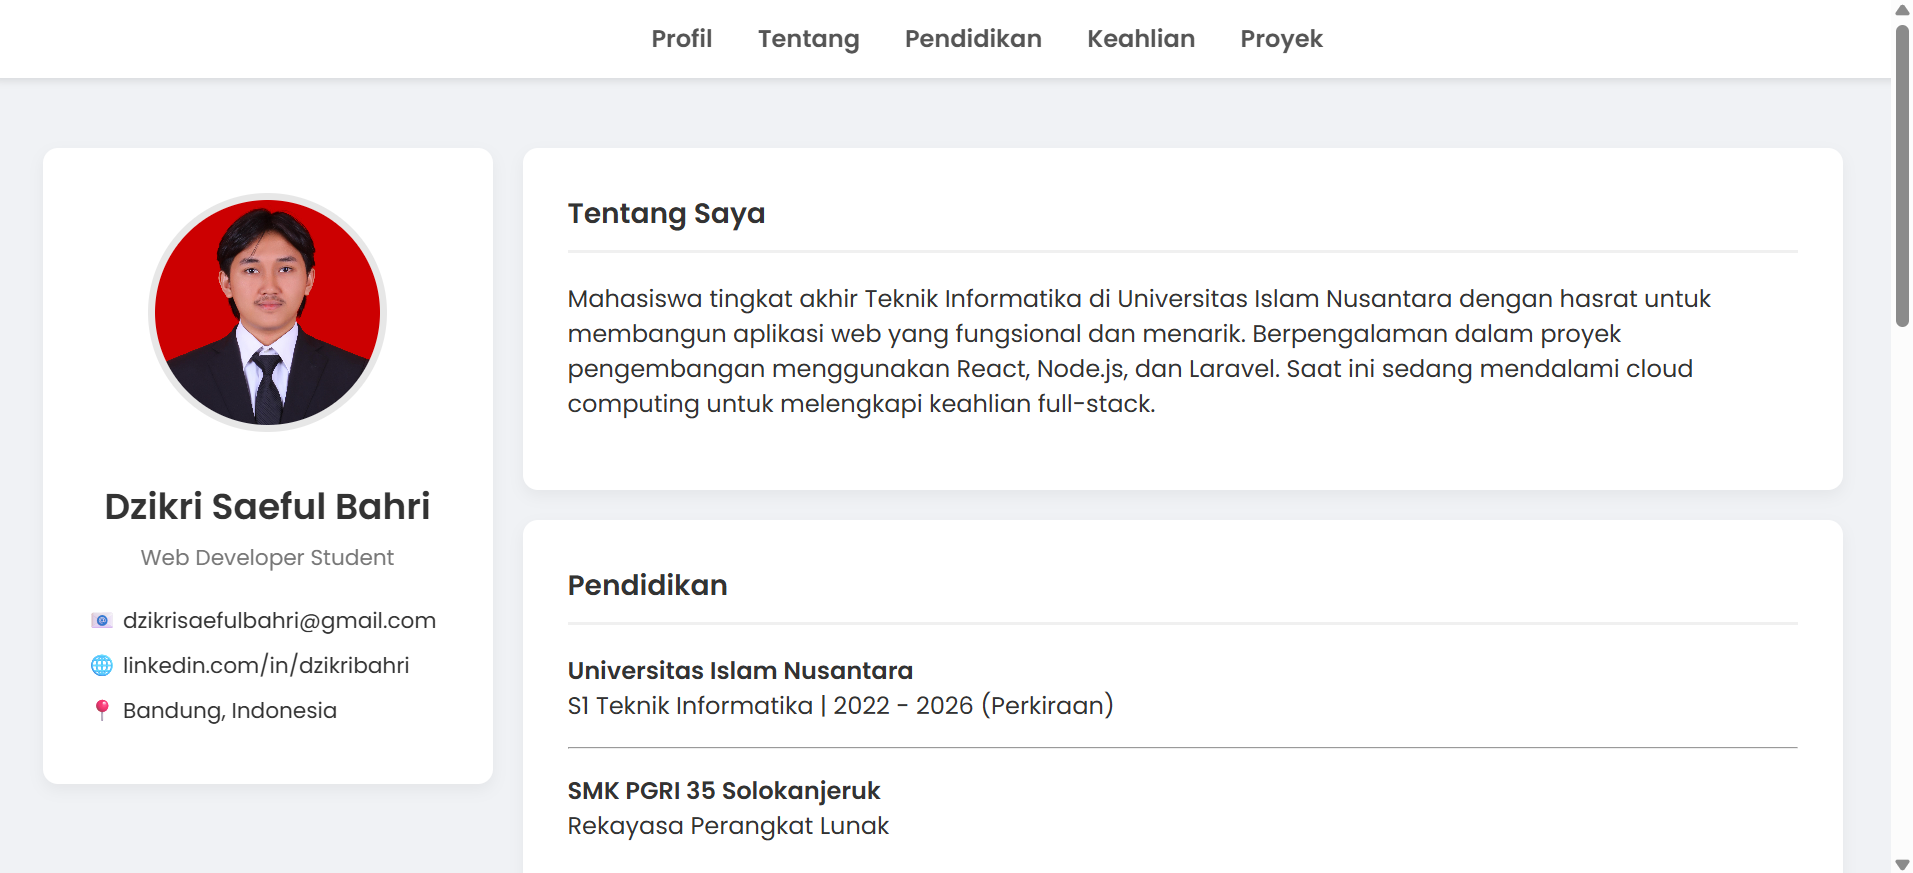 Profil Tentang Pendidikan Keahlian Proyek
Dzikri Saeful Bahri
Web Developer Student
dzikrisaefulbahri@gmail.com
linkedin.com/in/dzikribahri
Bandung, Indonesia
Tentang Saya
Mahasiswa tingkat akhir Teknik Informatika di Universitas Islam Nusantara dengan hasrat untuk
membangun aplikasi web yang fungsional dan menarik. Berpengalaman dalam proyek
pengembangan menggunakan React, Node.js, dan Laravel. Saat ini sedang mendalami cloud
computing untuk melengkapi keahlian full-stack.
Pendidikan
Universitas Islam Nusantara
S1 Teknik Informatika | 2022 - 2026 (Perkiraan)
SMK PGRI 35 Solokanjeruk
Rekayasa Perangkat Lunak